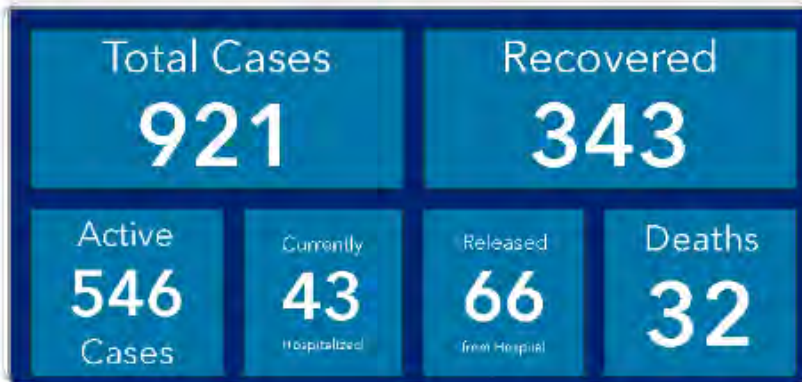 Total Cases
921
Recovered
343
Active
546
Cases
Currently
43
Hospitalized
Released
66
from Hospital
Deaths
32